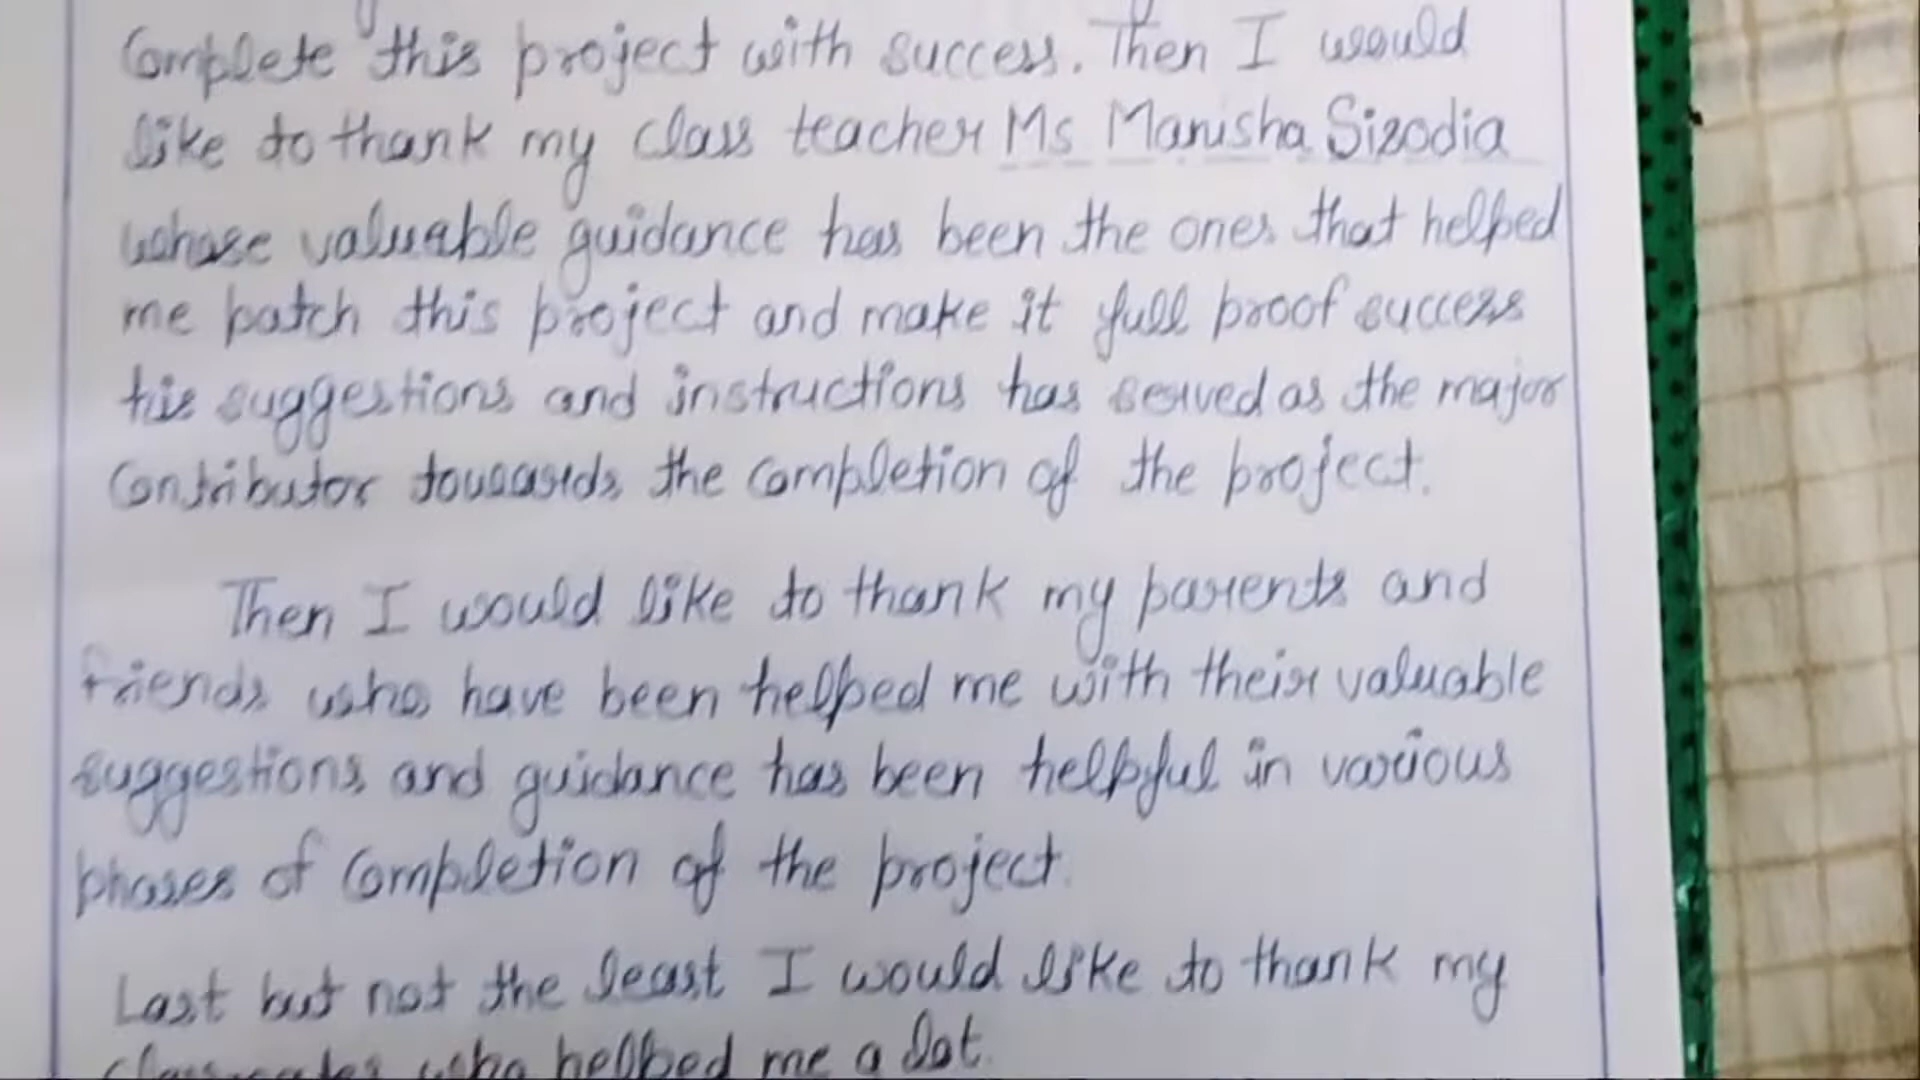 Complete this project with success. Then I would
like to thank my class teacher Ms Manisha Sizodia
whose valuable guidance has been the ones that helped
me patch this project and make it full proof success
his suggestions and instructions has served as the major
Contributor towards the completion of the project.
Then I would like to thank my parents and
friends who have been helped me with their valuable
suggestions and guidance has been helpful in various
phases of Completion of the project
Last but not the least I would like to thank my
classmates who helped me a lot.